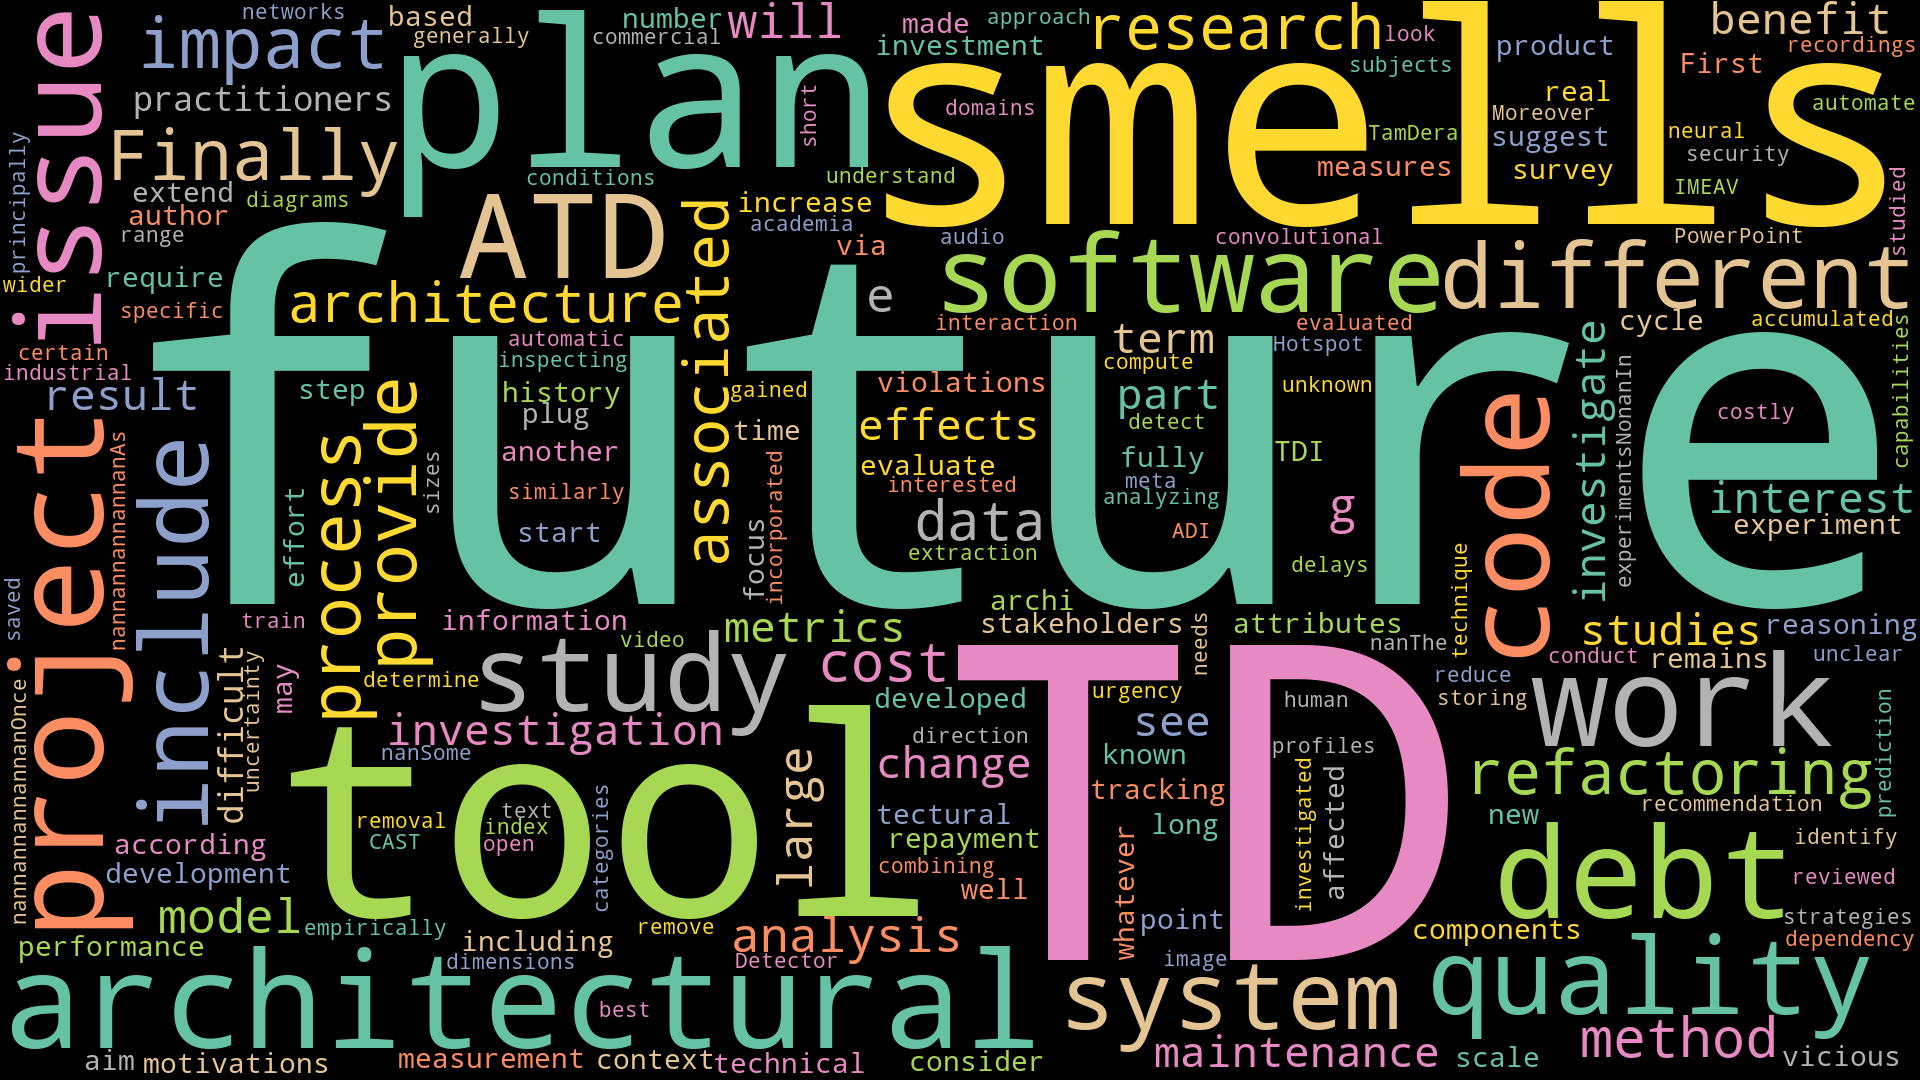 networks
based
generally
number
commercial
will
made
approach
research
look
benefit
recordings
issue
impact
plan
investment
smells
product
First
subjects
practitioners
short
domains
real
automate
Moreover
TamDera
suggest
neural
Finally
principally
measures
survey
security
conditions
understand
IMEAV
studied
extend
diagrams
author
ATD
associated
increase
academia
range
via
audio
convolutional
PowerPoint
software
different
wider
require
specific
architecture
e
future
interaction
evaluated
cycle
accumulated
certain
industrial
automatic
inspecting
term
Hotspot
investigate
capabilities
result
step
history
gained
violations
compute
part
unknown
experimentsNonanIn
code
costly
plug
provide
time
effects
detect
project
nannannannannanAs
include
process
another
sizes
evaluate
fully
TDI
interested
meta
similarly
incorporated
analyzing
g
interest
effort
start
focus
data
ADI
experiment
extraction
delays
technique
saved
archi
train
information
video
metrics
stakeholders
needs
attributes
nanThe
studies
reasoning
nannannannannanOnce
difficult
uncertainty
may
determine
study
cost
TD
conduct
remains
unclear
reduce
storing
developed
urgency
human
work
prediction
investigation
nanSome
see
direction
known
profiles
tool
large
change
tracking
investigated
affected
refactoring
recommendation
removal
text
index
open
CAST
categories
tectural
repayment
long
new
debt
identify
according
development
combining
well
whatever
reviewed
model
empirically
remove
point
components
strategies
dependency
performance
including
dimensions
analysis
Detector
image
architectural
best
system
quality
aim
motivations
measurement
context
technical
consider
maintenance
scale
method
vicious